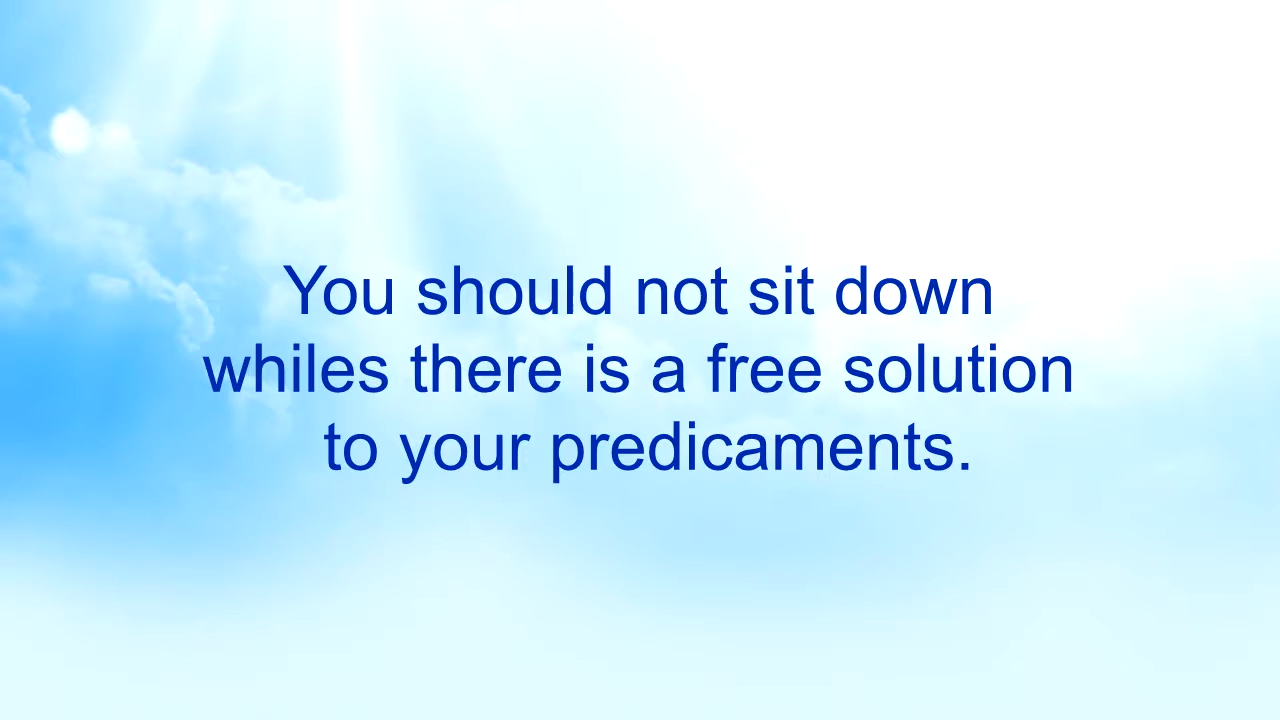 You should not sit down
whiles there is a free solution
to your predicaments.